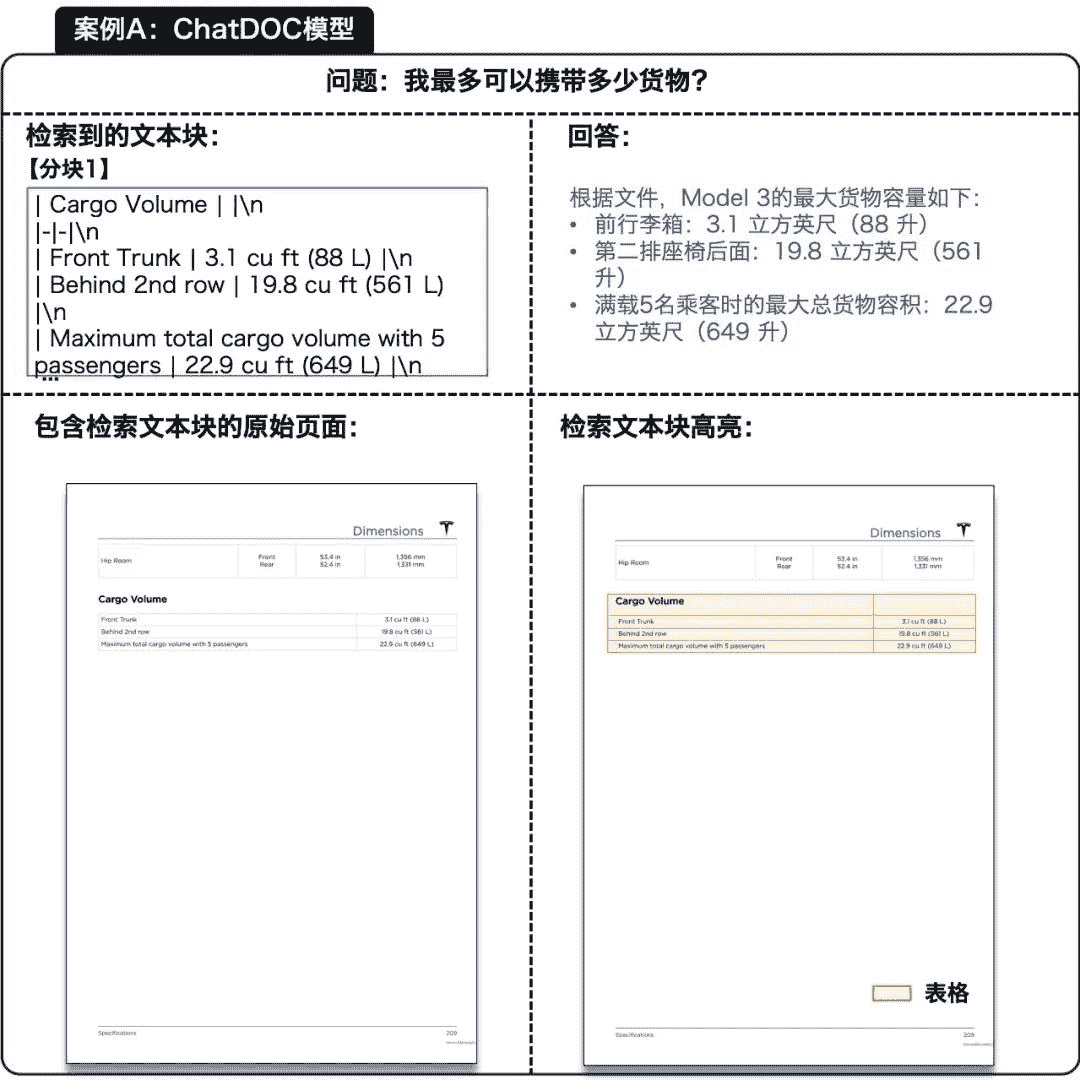 案例A：ChatDOC模型
问题：我最多可以携带多少货物？
检索到的文本块：
【分块1】
| Cargo Volume | |\n
|-|-|\n
| Front Trunk | 3.1 cu ft (88 L) |\n
| Behind 2nd row | 19.8 cu ft (561 L)
|\n
| Maximum total cargo volume with 5
passengers | 22.9 cu ft (649 L) |\n
...
回答：
根据文件，Model 3的最大货物容量如下：
• 前行李箱：3.1 立方英尺（88 升）
• 第二排座椅后面：19.8 立方英尺（561
升）
• 满载5名乘客时的最大总货物容积：22.9
立方英尺（649 升）
包含检索文本块的原始页面：
Dimensions
Hip Room Front 53.4 in 1,356 mm
Rear 52.4 in 1,331 mm
Cargo Volume
Front Trunk 3.1 cu ft (88 L)
Behind 2nd row 19.8 cu ft (561 L)
Maximum total cargo volume with 5 passengers 22.9 cu ft (649 L)
Specifications 209
检索文本块高亮：
Dimensions
Hip Room Front 53.4 in 1,356 mm
Rear 52.4 in 1,331 mm
Cargo Volume
Front Trunk 3.1 cu ft (88 L)
Behind 2nd row 19.8 cu ft (561 L)
Maximum total cargo volume with 5 passengers 22.9 cu ft (649 L)
表格
Specifications 209